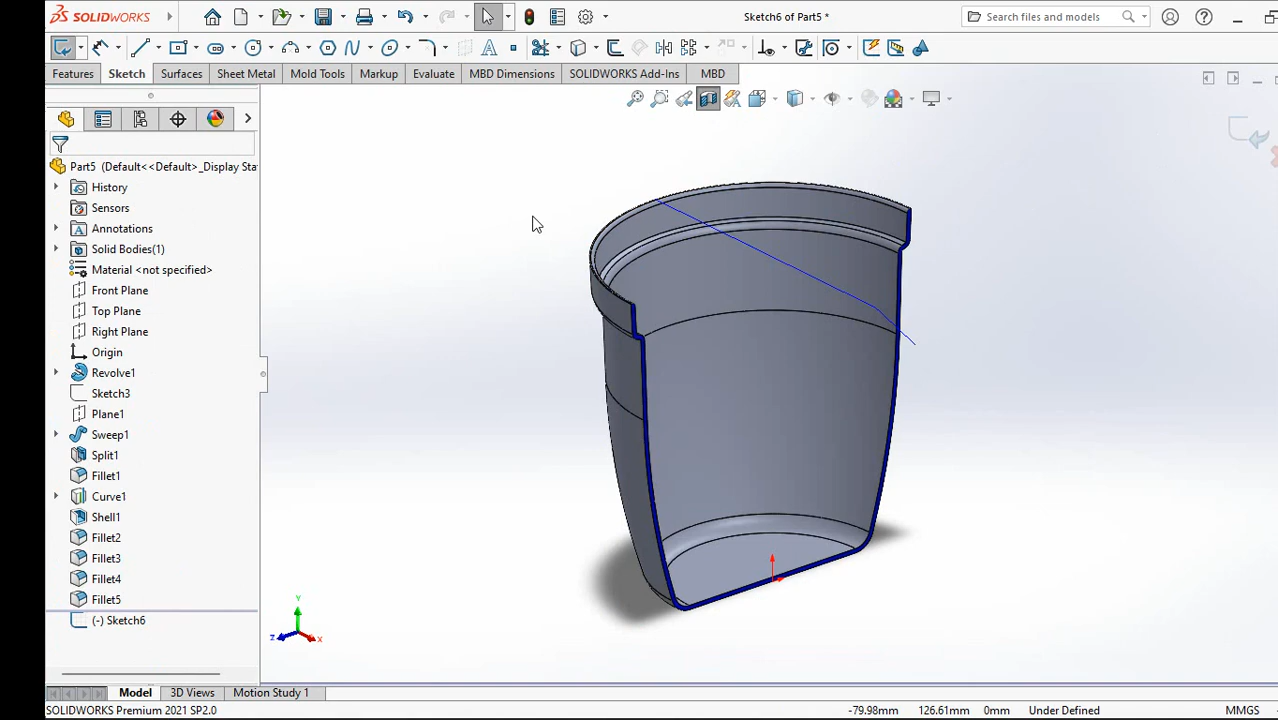 SOLIDWORKS
Sketch6 of Part5 *
Search files and models
Features
Sketch
Surfaces
Sheet Metal
Mold Tools
Markup
Evaluate
MBD Dimensions
SOLIDWORKS Add-Ins
MBD
Part5 (Default<<Default>_Display Sta
History
Sensors
Annotations
Solid Bodies(1)
Material <not specified>
Front Plane
Top Plane
Right Plane
Origin
Revolve1
Sketch3
Plane1
Sweep1
Split1
Fillet1
Curve1
Shell1
Fillet2
Fillet3
Fillet4
Fillet5
(-) Sketch6
Y
Z
X
Model
3D Views
Motion Study 1
SOLIDWORKS Premium 2021 SP2.0
-79.98mm
126.61mm
0mm
Under Defined
MMGS